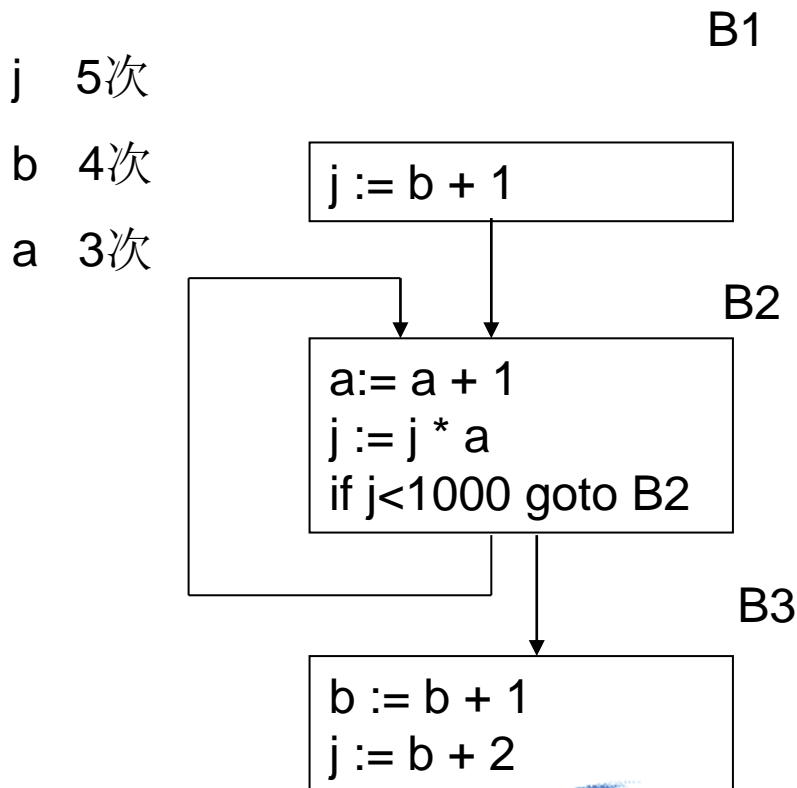 B1
j 5次
b 4次
a 3次
j := b + 1
B2
a:= a + 1
j := j * a
if j<1000 goto B2
B3
b := b + 1
j := b + 2